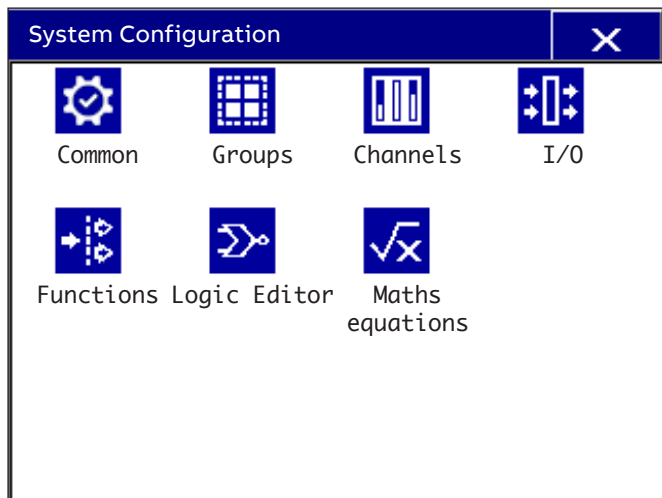 System Configuration
Common Groups Channels I/O
Functions Logic Editor Maths
equations